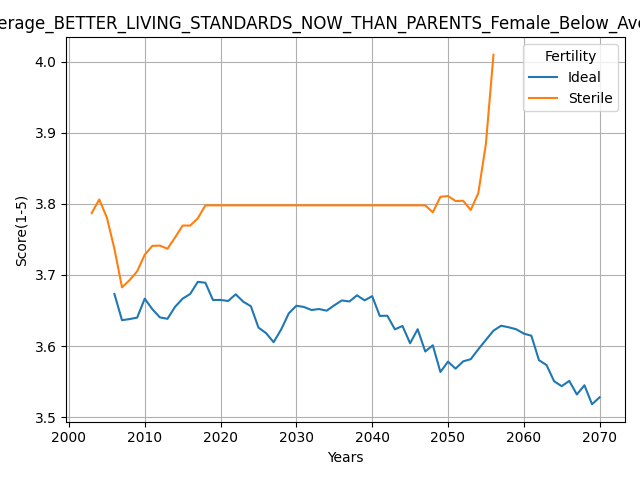 erage_BETTER_LIVING_STANDARDS_NOW_THAN_PARENTS_Female_Below_Ave
Fertility
Ideal
Sterile
Score(1-5)
4.0
3.9
3.8
3.7
3.6
3.5
2000 2010 2020 2030 2040 2050 2060 2070
Years